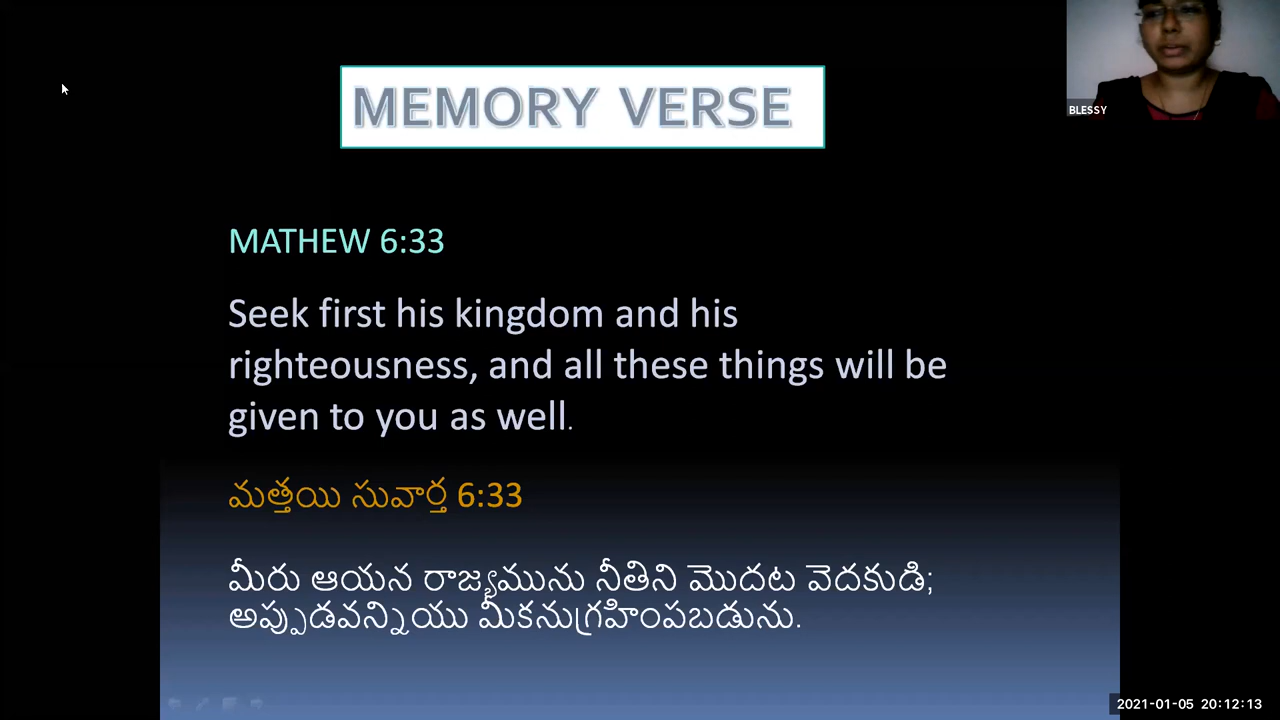 MEMORY VERSE
BLESSY
MATHEW 6:33
Seek first his kingdom and his
righteousness, and all these things will be
given to you as well.
మత్తయి సువార్త 6:33
మీరు ఆయన రాజ్యమును నీతిని మొదట వెదకుడి;
అప్పుడవన్నియు మీకనుగ్రహింపబడును.
2021-01-05 20:12:13